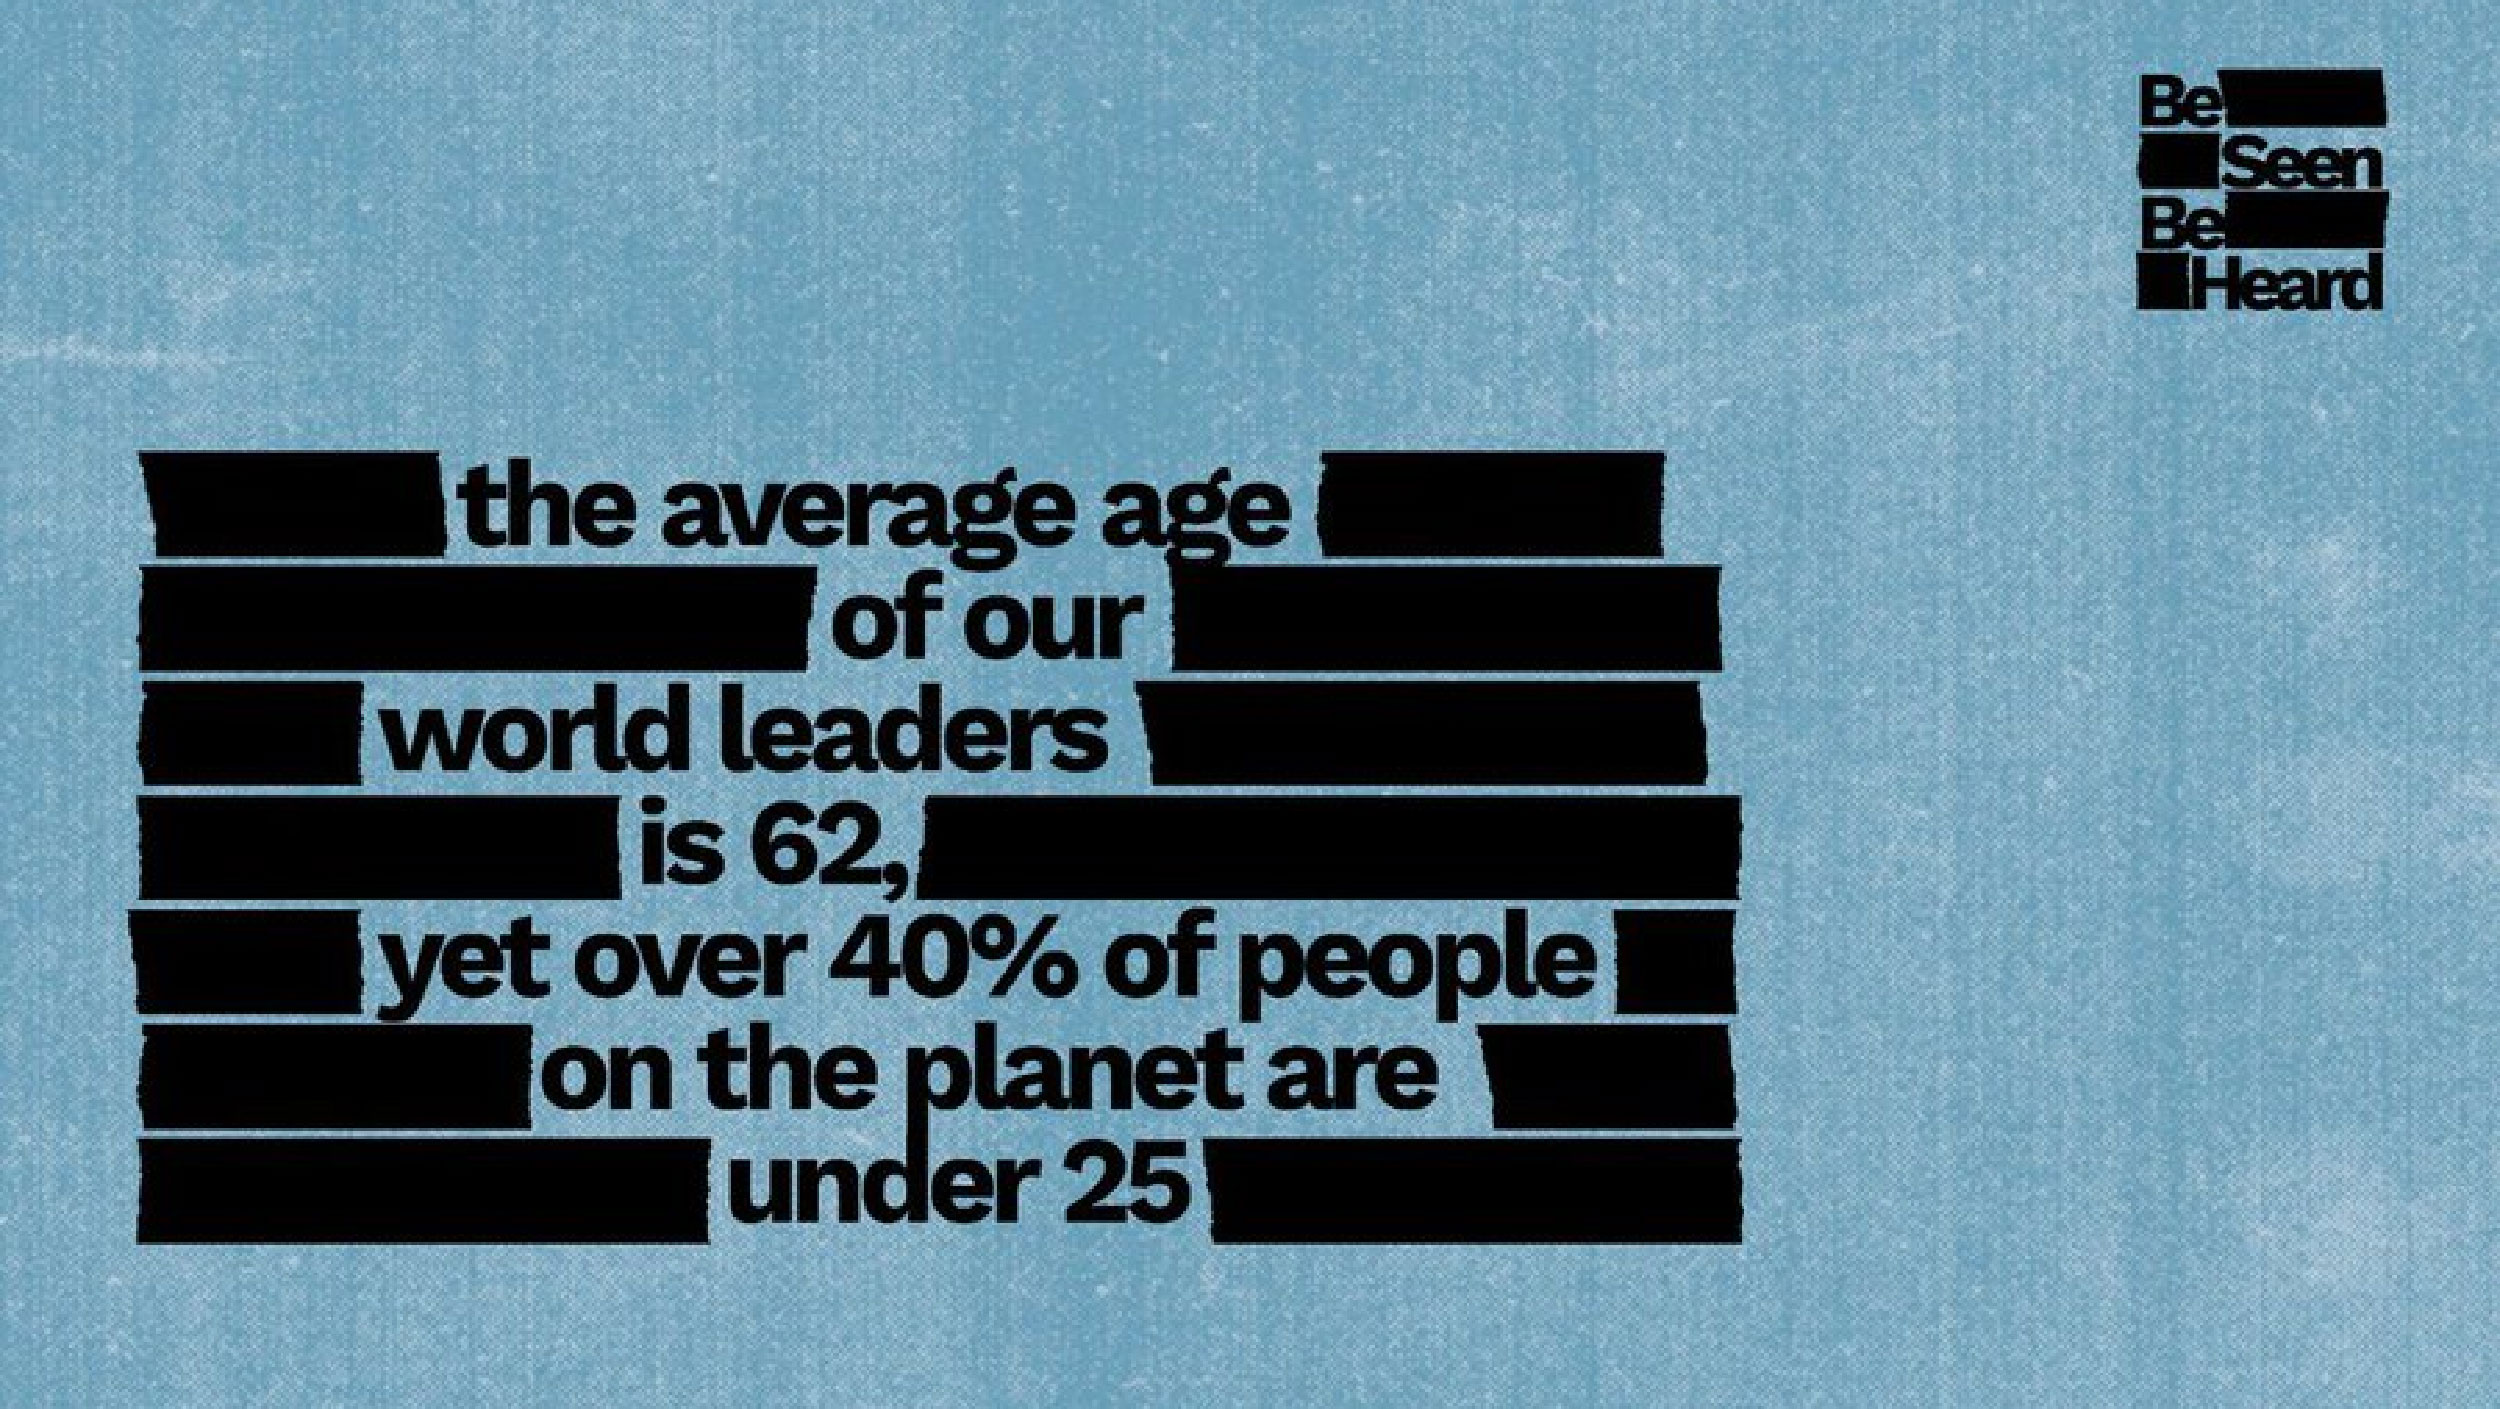 Be
Seen
Be
Heard
the average age
of our
world leaders
is 62,
yet over 40% of people
on the planet are
under 25